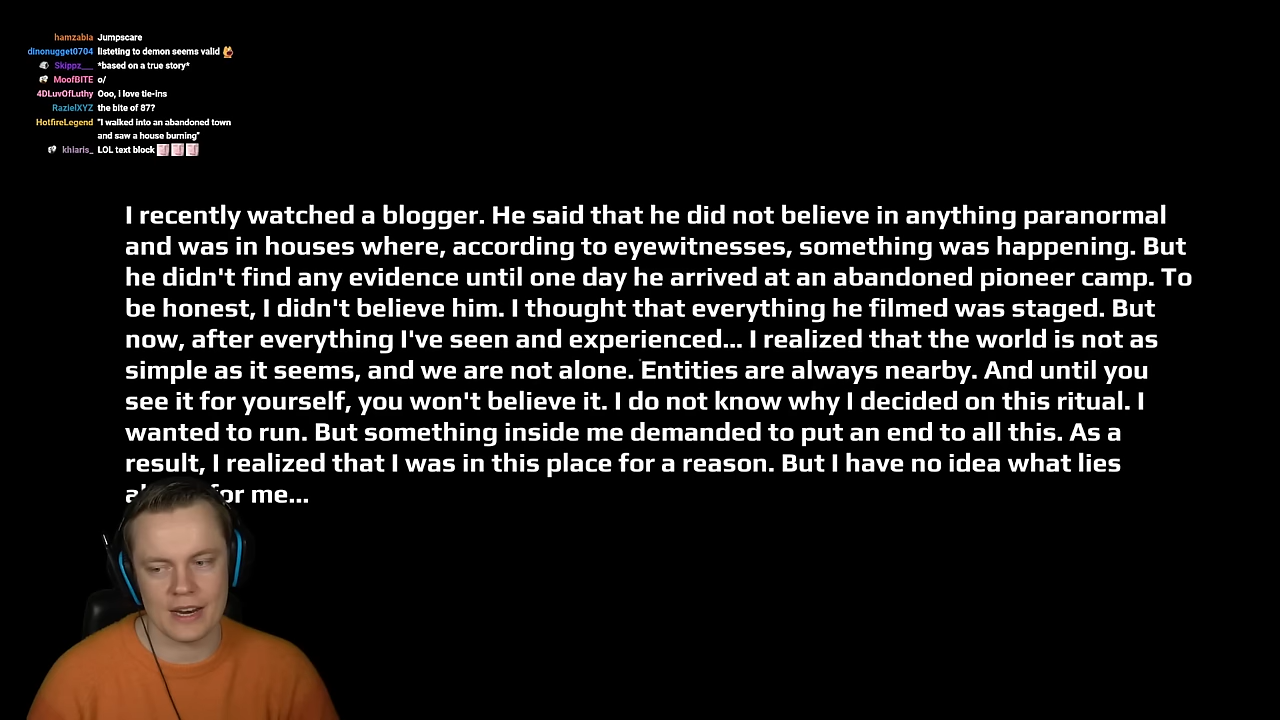 hamzabia Jumpscare
dinonugget0704 listeting to demon seems valid
Skippz___ *based on a true story*
MoofBITE o/
4DLuvOfLuthy Ooo, i love tie-ins
RazielXYZ the bite of 87?
HotfireLegend "I walked into an abandoned town
and saw a house burning"
khiaris_ LOL text block
I recently watched a blogger. He said that he did not believe in anything paranormal
and was in houses where, according to eyewitnesses, something was happening. But
he didn't find any evidence until one day he arrived at an abandoned pioneer camp. To
be honest, I didn't believe him. I thought that everything he filmed was staged. But
now, after everything I've seen and experienced... I realized that the world is not as
simple as it seems, and we are not alone. Entities are always nearby. And until you
see it for yourself, you won't believe it. I do not know why I decided on this ritual. I
wanted to run. But something inside me demanded to put an end to all this. As a
result, I realized that I was in this place for a reason. But I have no idea what lies
for me...